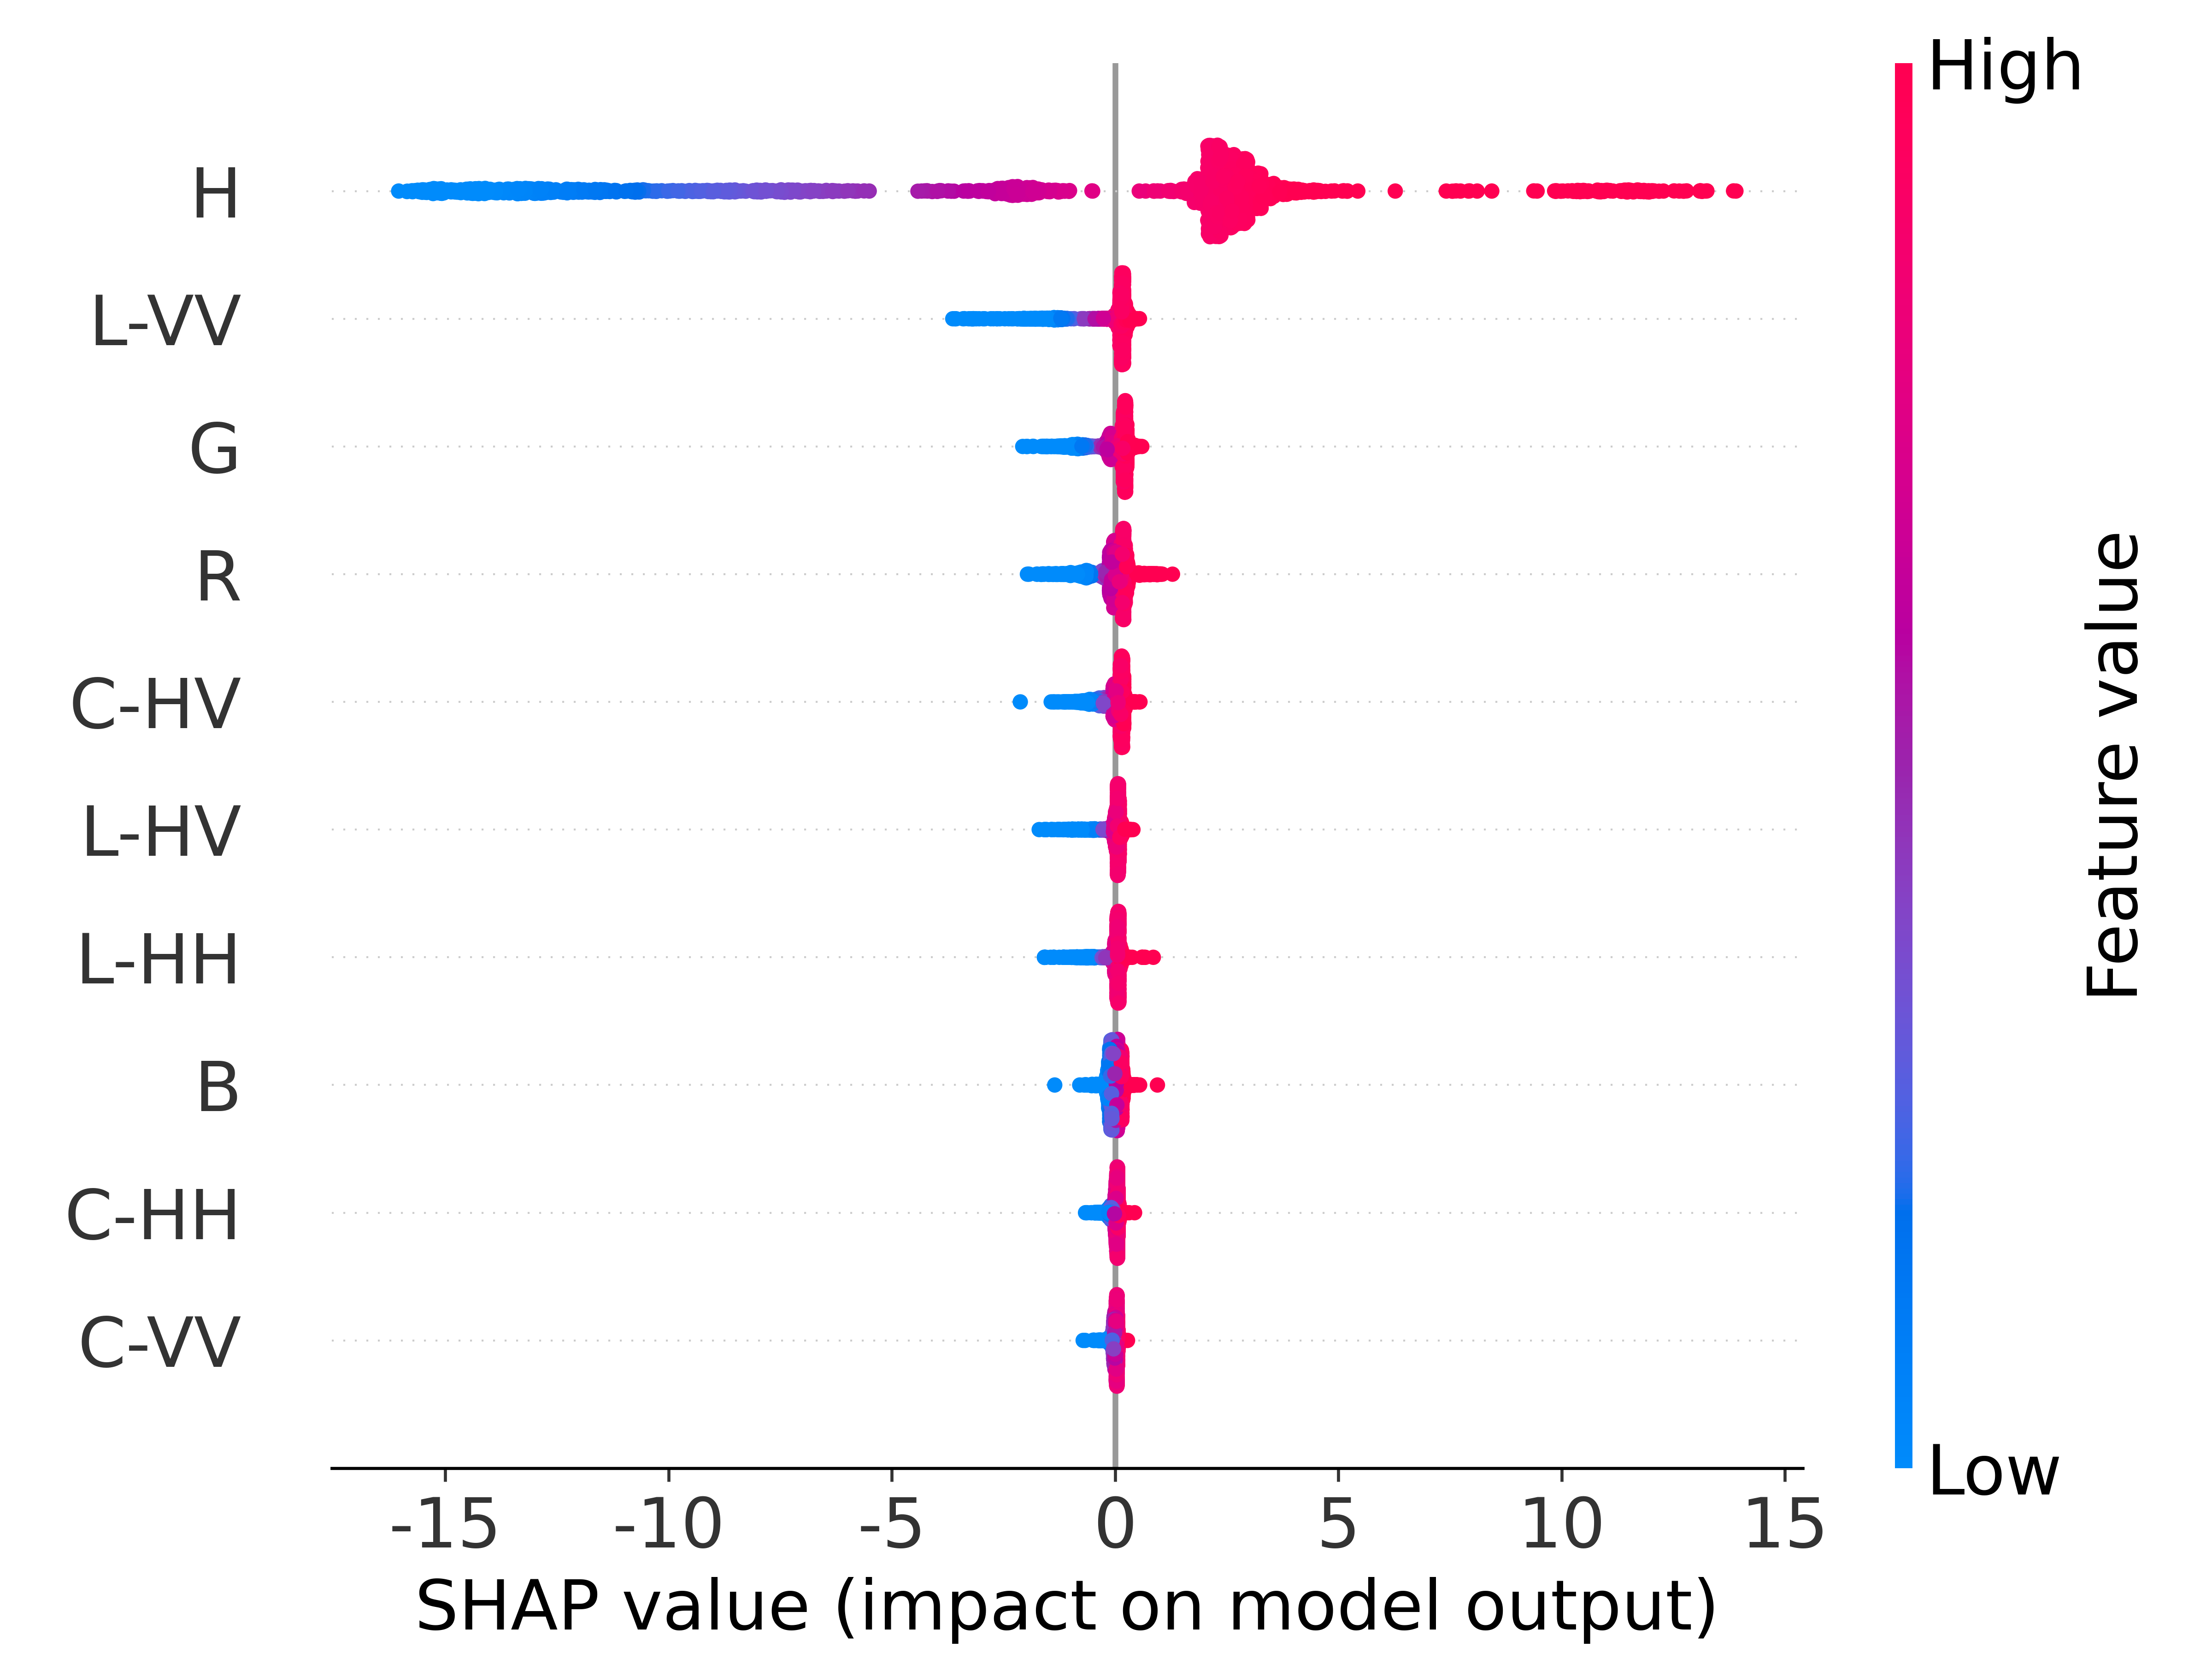 High
H
L-VV
G
R
C-HV
L-HV
L-HH
B
C-HH
C-VV
Feature value
Low
-15 -10 -5 0 5 10 15
SHAP value (impact on model output)